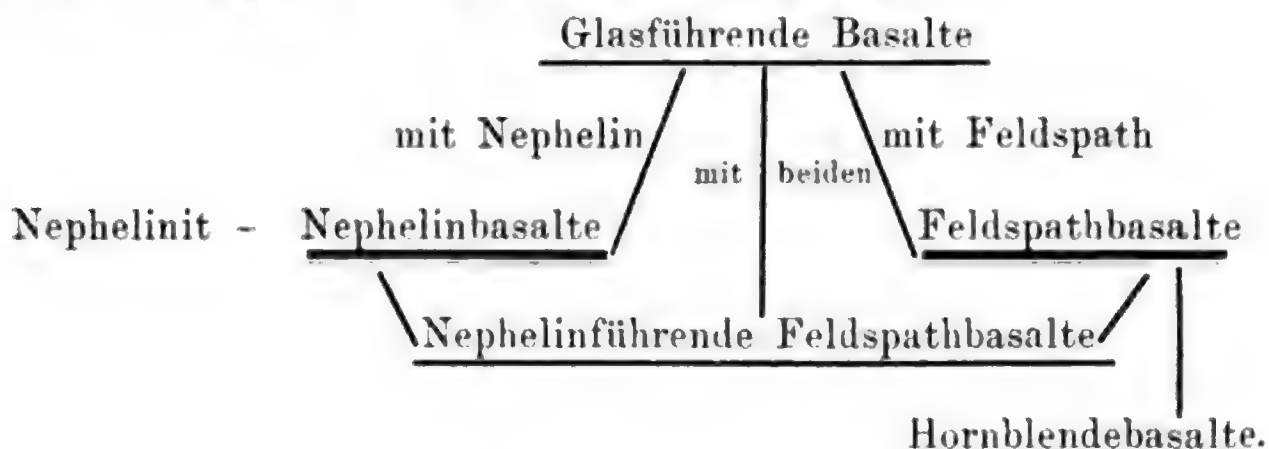 Glasführende Basalte
mit Nephelin
mit beiden
mit Feldspath
Nephelinit - Nephelinbasalte
Feldspathbasalte
Nephelinführende Feldspathbasalte
Hornblendebasalte.